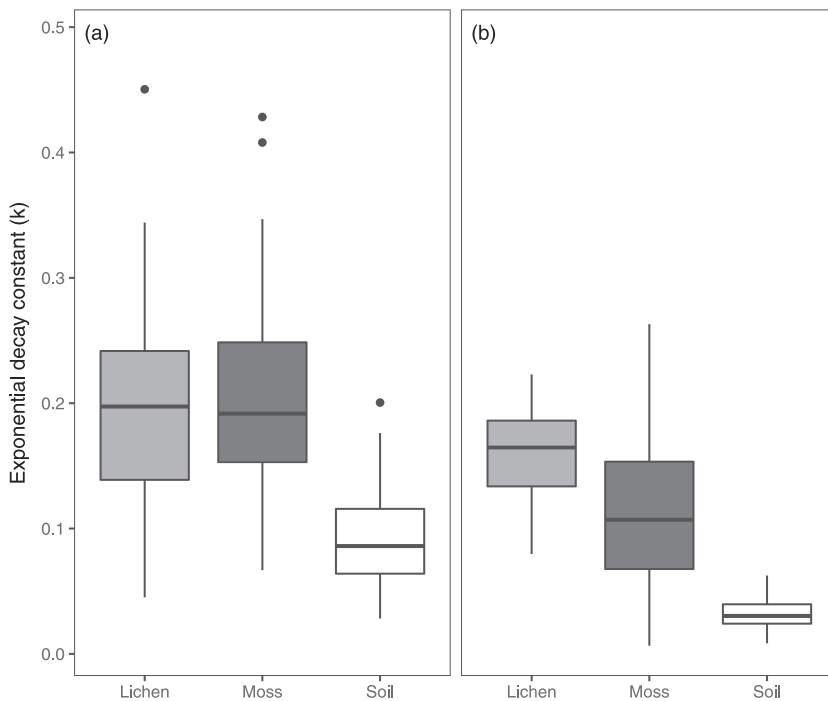 (a)
(b)
Exponential decay constant (k)
0.5
0.4
0.3
0.2
0.1
0.0
Lichen Moss Soil
Lichen Moss Soil